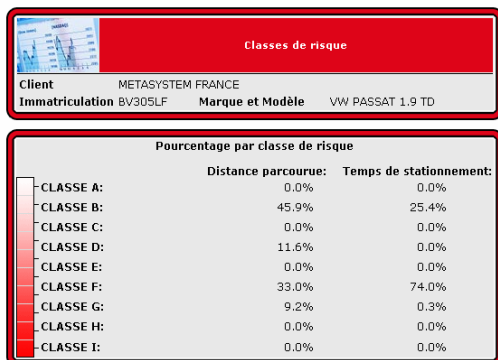 Classes de risque
Client METASYSTEM FRANCE
Immatriculation BV305LF Marque et Modèle VW PASSAT 1.9 TD
Pourcentage par classe de risque
Distance parcourue: Temps de stationnement:
CLASSE A: 0.0% 0.0%
CLASSE B: 45.9% 25.4%
CLASSE C: 0.0% 0.0%
CLASSE D: 11.6% 0.0%
CLASSE E: 0.0% 0.0%
CLASSE F: 33.0% 74.0%
CLASSE G: 9.2% 0.3%
CLASSE H: 0.0% 0.0%
CLASSE I: 0.0% 0.0%